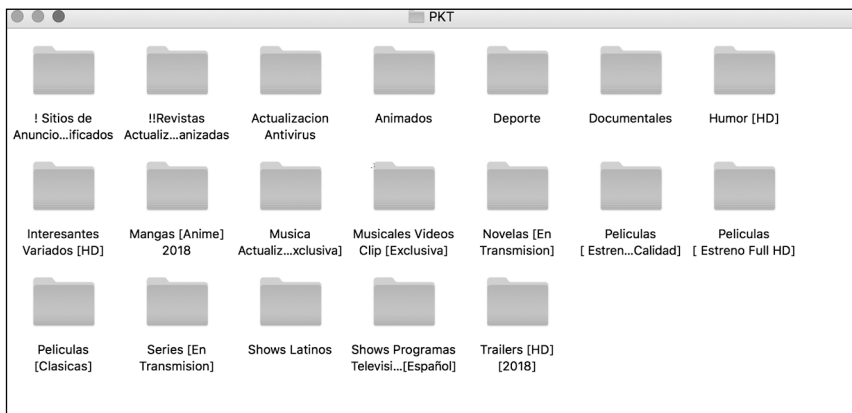 PKT
! Sitios de
Anuncio...ificados
!!Revistas
Actualiz...anizadas
Actualizacion
Antivirus
Animados
Deporte
Documentales
Humor [HD]
Interesantes
Variados [HD]
Mangas [Anime]
2018
Musica
Actualiz...xclusiva]
Musicales Videos
Clip [Exclusiva]
Novelas [En
Transmision]
Peliculas
[ Estren...Calidad]
Peliculas
[ Estreno Full HD]
Peliculas
[Clasicas]
Series [En
Transmision]
Shows Latinos
Shows Programas
Televisi...[Español]
Trailers [HD]
[2018]